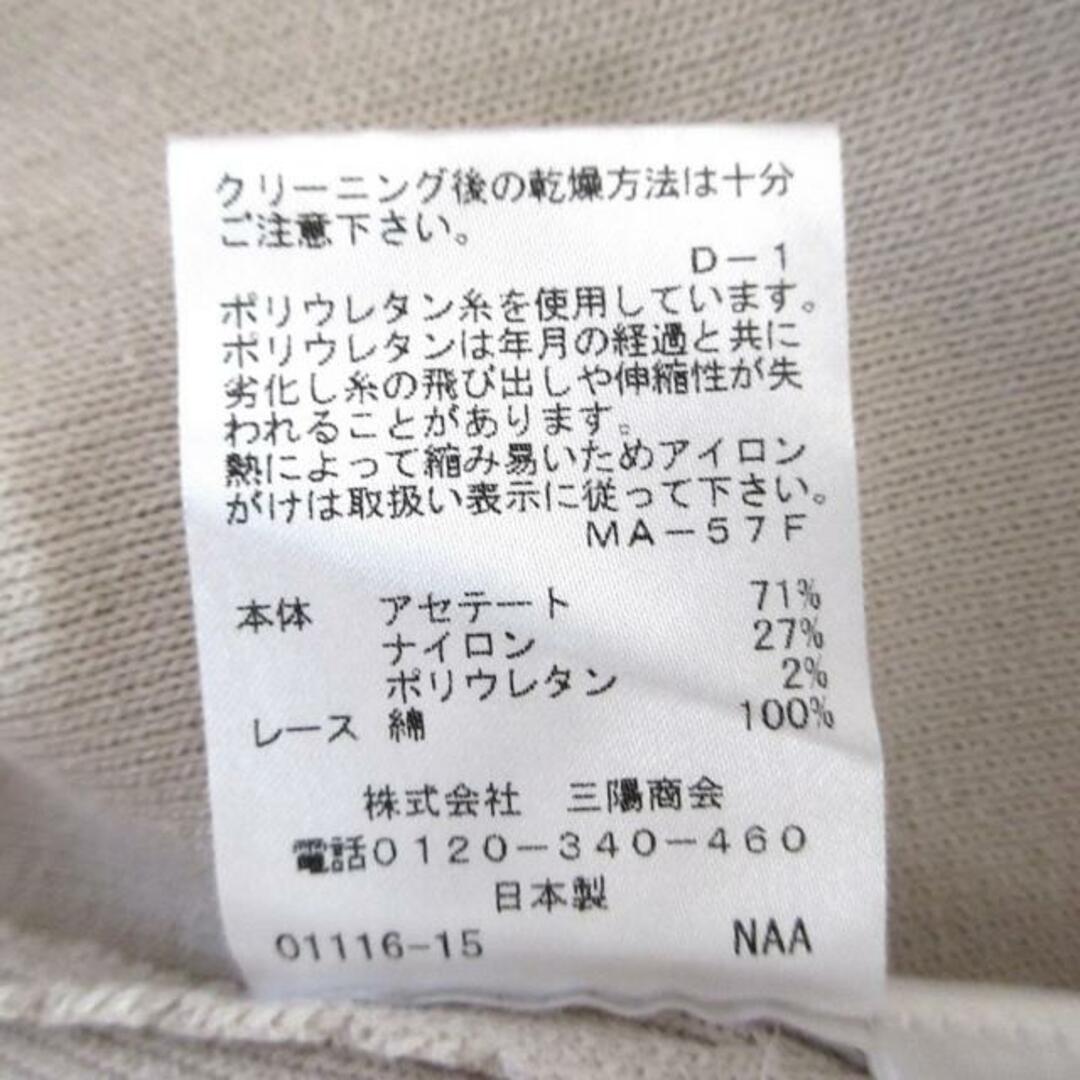 クリーニング後の乾燥方法は十分
ご注意下さい。
D－1
ポリウレタン糸を使用しています。
ポリウレタンは年月の経過と共に
劣化し糸の飛び出しや伸縮性が失
われることがあります。
熱によって縮み易いためアイロン
がけは取扱い表示に従って下さい。
MA－57F
本体 アセテート 71%
ナイロン 27%
ポリウレタン 2%
レース 綿 100%
株式会社 三陽商会
電話0120－340－460
日本製
01116-15 NAA